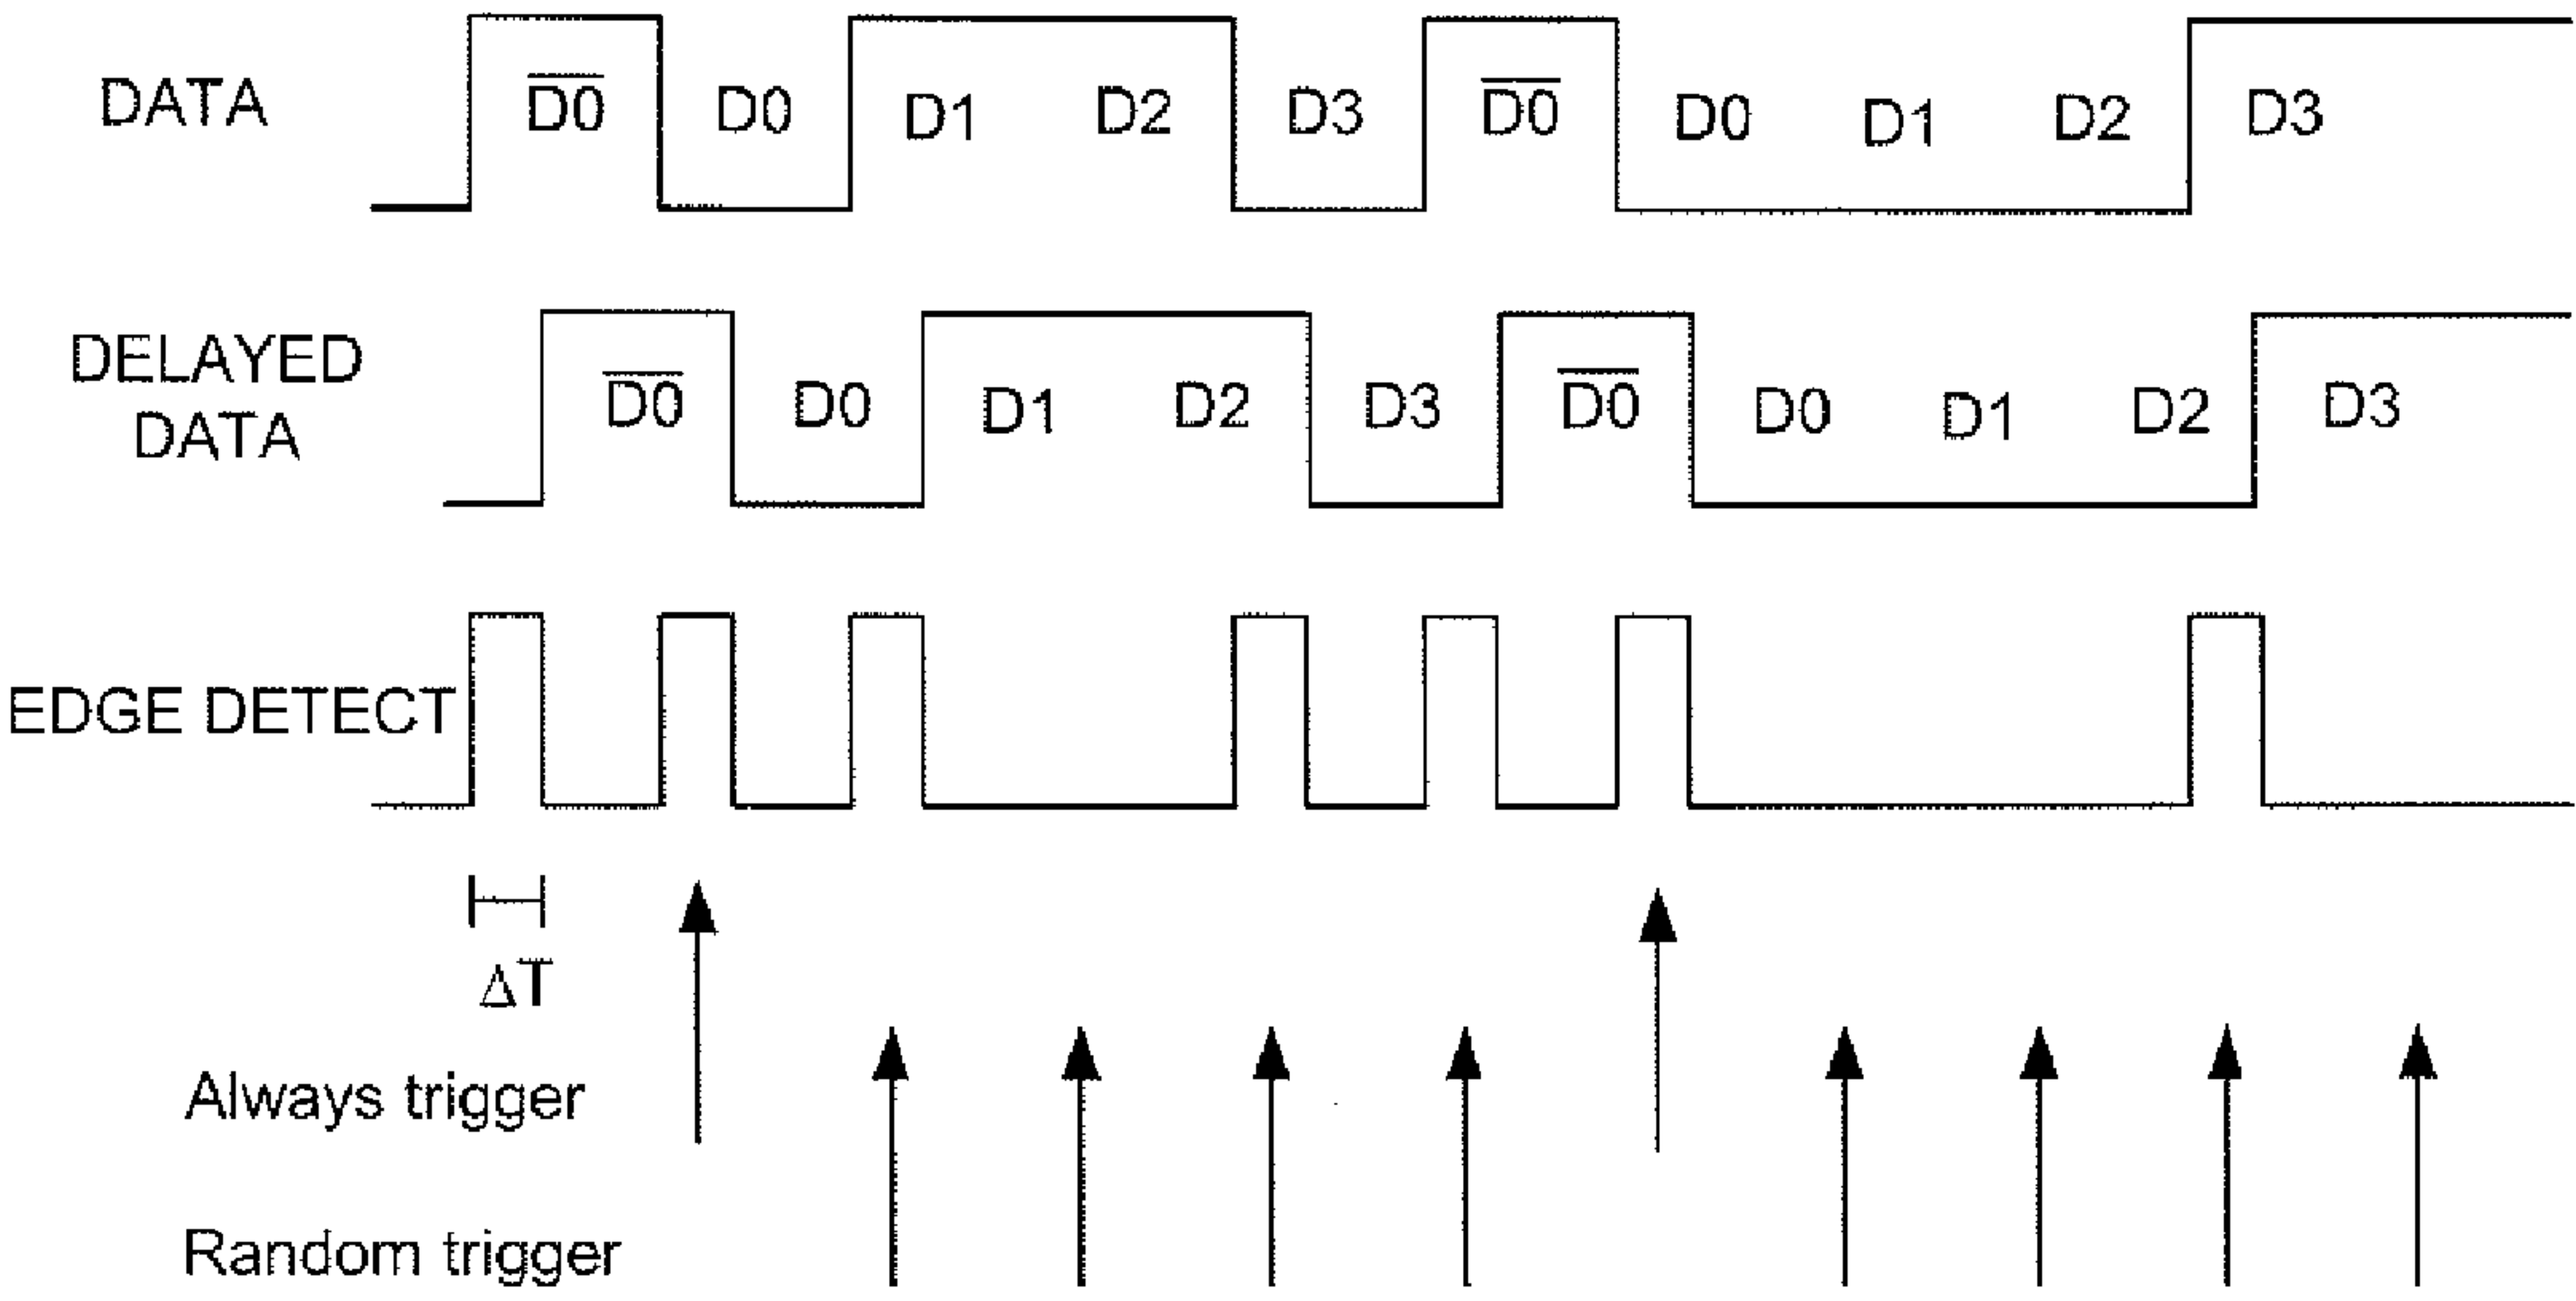 DATA D̅0̅ D0 D1 D2 D3 D̅0̅ D0 D1 D2 D3
DELAYED
DATA
D̅0̅ D0 D1 D2 D3 D̅0̅ D0 D1 D2 D3
EDGE DETECT
ΔT
Always trigger
Random trigger